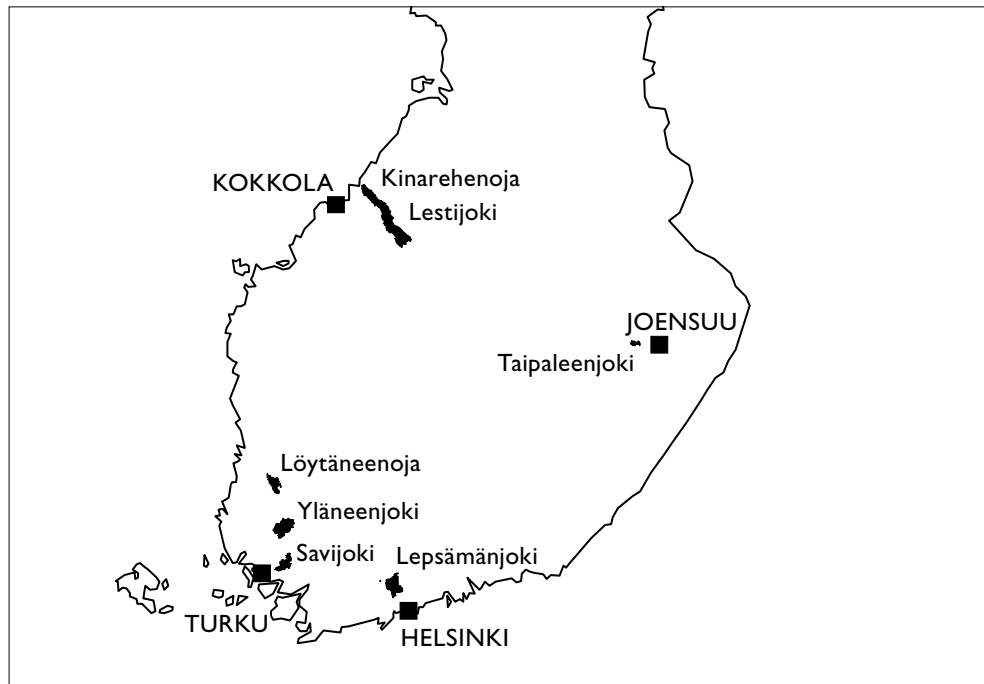 Kinarehenoja
KOKKOLA
Lestijoki
JOENSUU
Taipaleenjoki
Löytäneenoja
Yläneenjoki
Savijoki
Lepsämänjoki
TURKU
HELSINKI